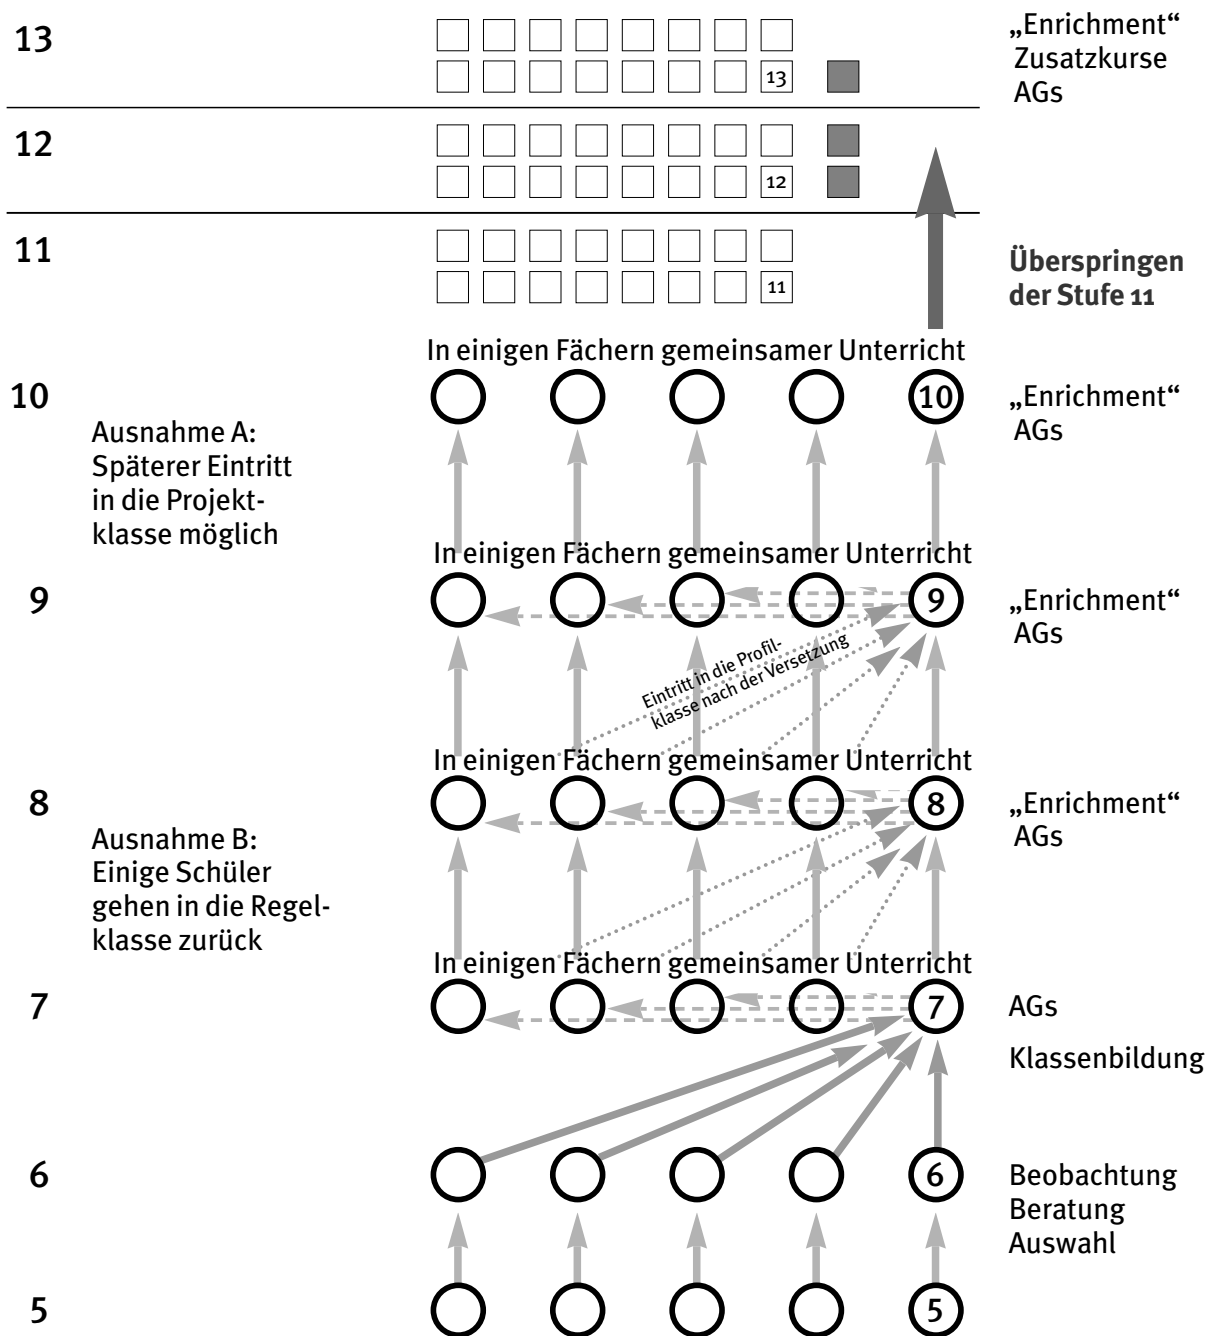 13
„Enrichment“
Zusatzkurse
AGs
13
12
12
11
11
Überspringen
der Stufe 11
In einigen Fächern gemeinsamer Unterricht
10
10
„Enrichment“
AGs
Ausnahme A:
Späterer Eintritt
in die Projekt-
klasse möglich
In einigen Fächern gemeinsamer Unterricht
9
9
„Enrichment“
AGs
Eintritt in die Profil-
klasse nach der Versetzung
In einigen Fächern gemeinsamer Unterricht
8
8
„Enrichment“
AGs
Ausnahme B:
Einige Schüler
gehen in die Regel-
klasse zurück
In einigen Fächern gemeinsamer Unterricht
7
7
AGs
Klassenbildung
6
6
Beobachtung
Beratung
Auswahl
5
5